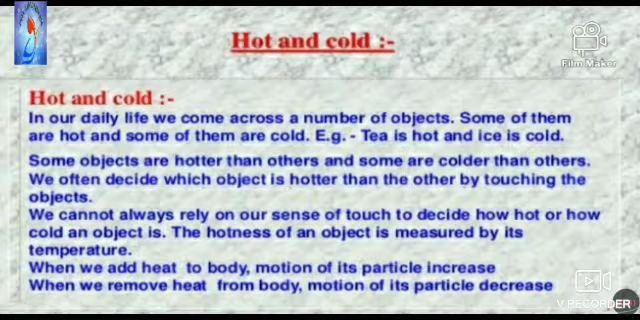 Hot and cold :-
Film Maker
Hot and cold :-
In our daily life we come across a number of objects. Some of them
are hot and some of them are cold. E.g. - Tea is hot and ice is cold.
Some objects are hotter than others and some are colder than others.
We often decide which object is hotter than the other by touching the
objects.
We cannot always rely on our sense of touch to decide how hot or how
cold an object is. The hotness of an object is measured by its
temperature.
When we add heat to body, motion of its particle increase
When we remove heat from body, motion of its particle decrease
V RECORDER